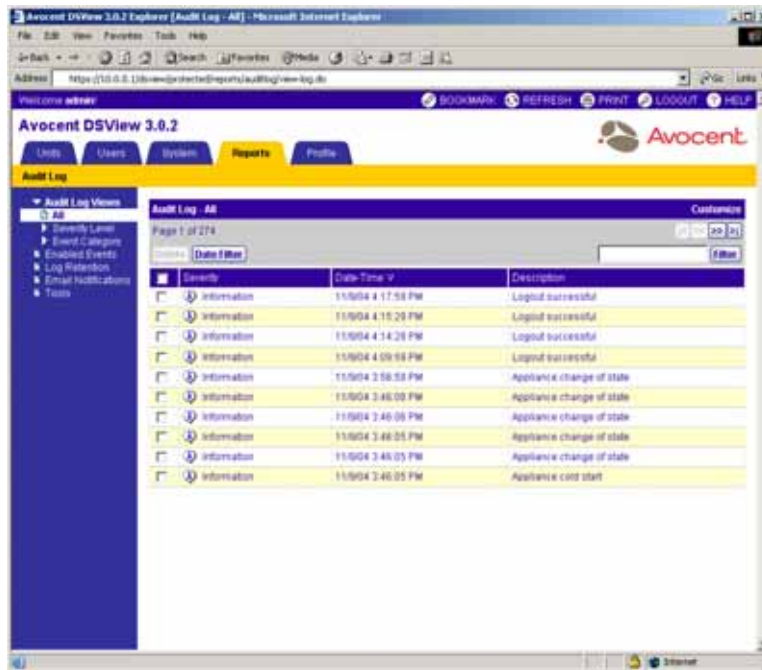 Avocent DSView 3.0.2 Explorer [Audit Log - All] - Microsoft Internet Explorer
File Edit View Favorites Tools Help
Back Search Favorites Media
Address Go Links
Welcome admin BOOKMARK REFRESH PRINT LOGOUT HELP
Avocent DSView 3.0.2
Avocent
Units Users System Reports Profile
Audit Log
Audit Log Views
All
Severity Level
Event Category
Enabled Events
Log Retention
Email Notifications
Tools
Audit Log - All Customize
Page 1 of 274
Delete Date Filter Filter
Severity Date-Time Description
Information 11/9/04 4:17:58 PM Logout successful
Information 11/9/04 4:15:29 PM Logout successful
Information 11/9/04 4:14:28 PM Logout successful
Information 11/9/04 4:09:59 PM Logout successful
Information 11/9/04 3:58:58 PM Appliance change of state
Information 11/9/04 3:46:08 PM Appliance change of state
Information 11/9/04 3:46:06 PM Appliance change of state
Information 11/9/04 3:46:05 PM Appliance change of state
Information 11/9/04 3:46:05 PM Appliance change of state
Information 11/9/04 3:46:05 PM Appliance cold start
Internet